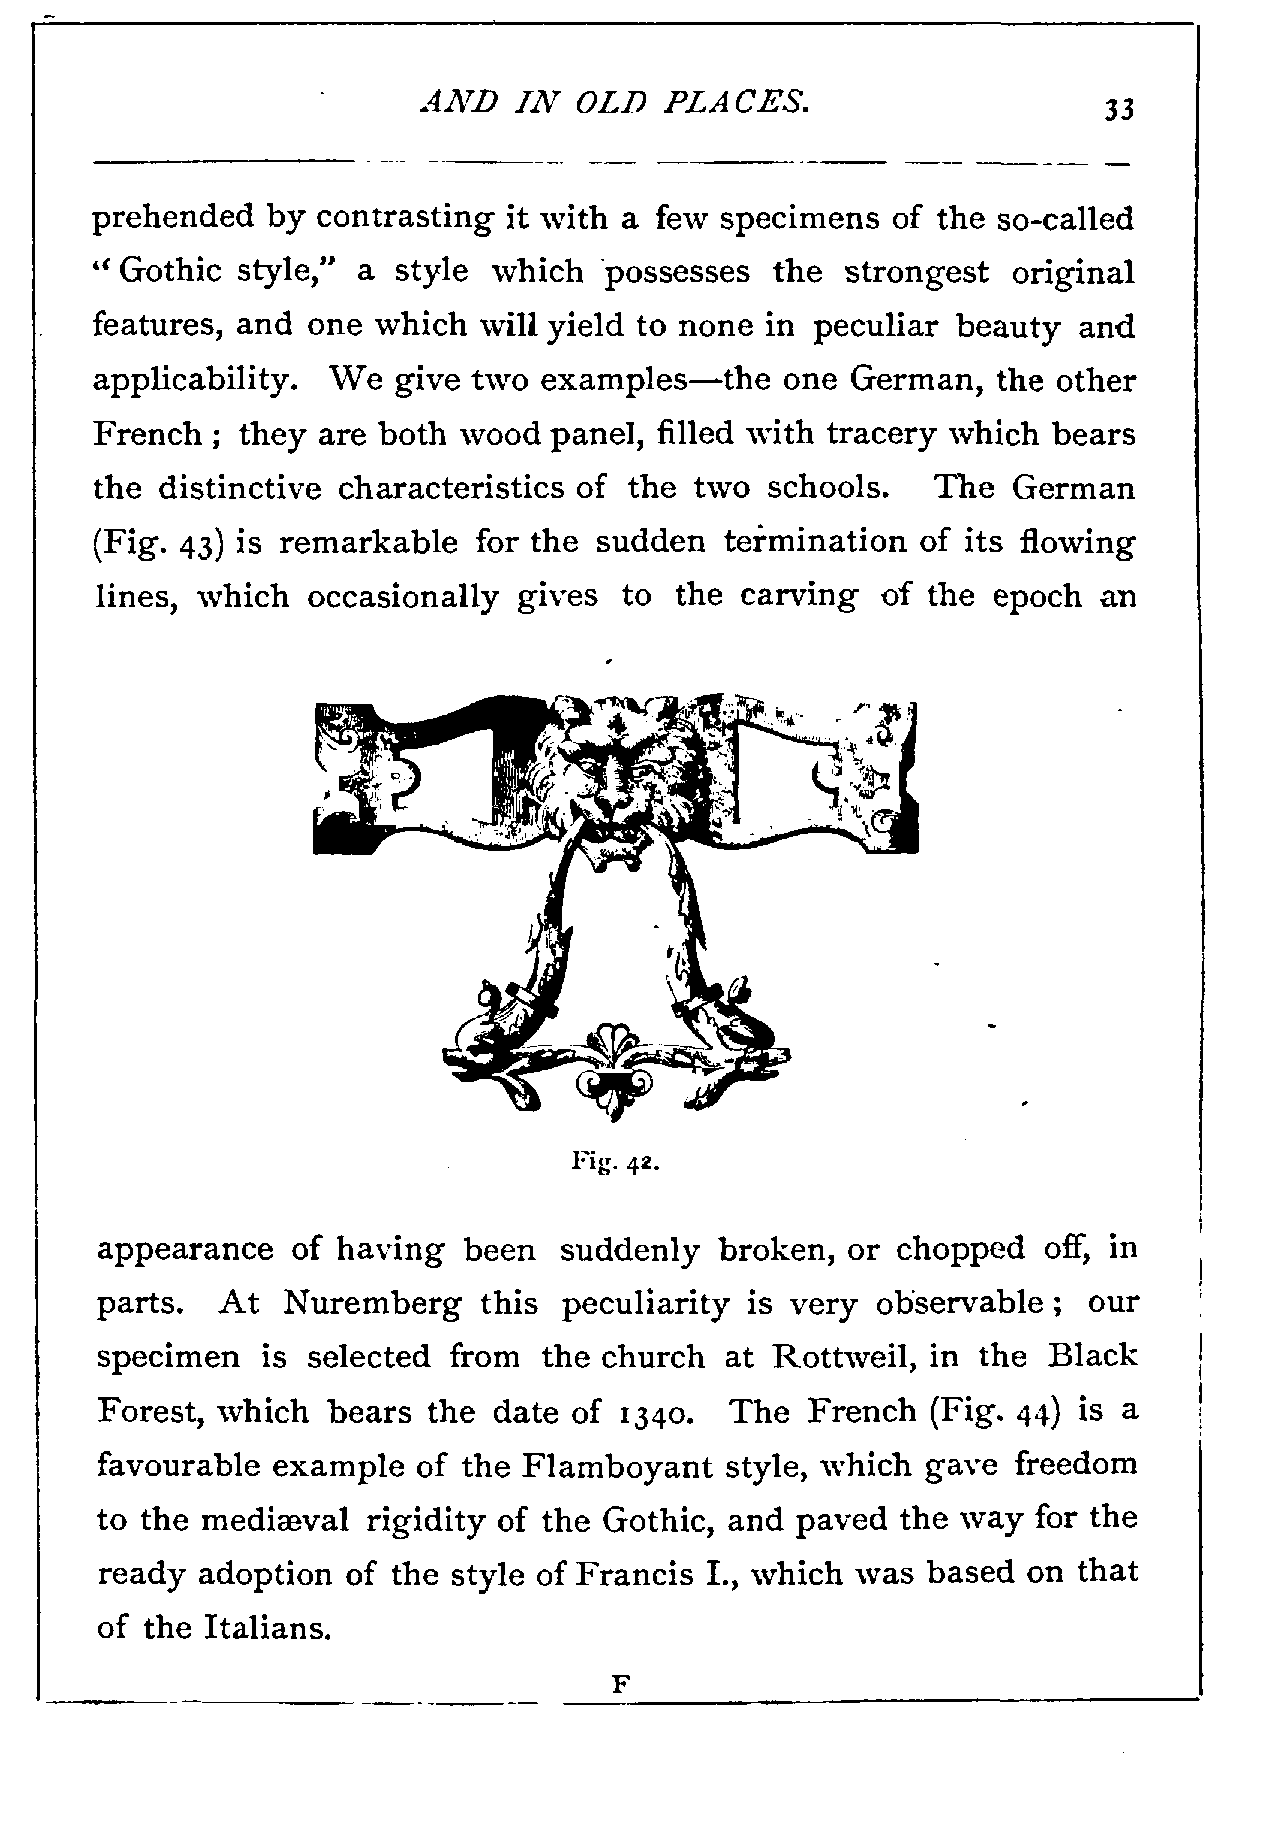 AND IN OLD PLACES.
33
prehended by contrasting it with a few specimens of the so-called
“ Gothic style,” a style which possesses the strongest original
features, and one which will yield to none in peculiar beauty and
applicability. We give two examples—the one German, the other
French ; they are both wood panel, filled with tracery which bears
the distinctive characteristics of the two schools. The German
(Fig. 43) is remarkable for the sudden termination of its flowing
lines, which occasionally gives to the carving of the epoch an
Fig. 42.
appearance of having been suddenly broken, or chopped off, in
parts. At Nuremberg this peculiarity is very observable ; our
specimen is selected from the church at Rottweil, in the Black
Forest, which bears the date of 1340. The French (Fig. 44) is a
favourable example of the Flamboyant style, which gave freedom
to the mediæval rigidity of the Gothic, and paved the way for the
ready adoption of the style of Francis I., which was based on that
of the Italians.
F